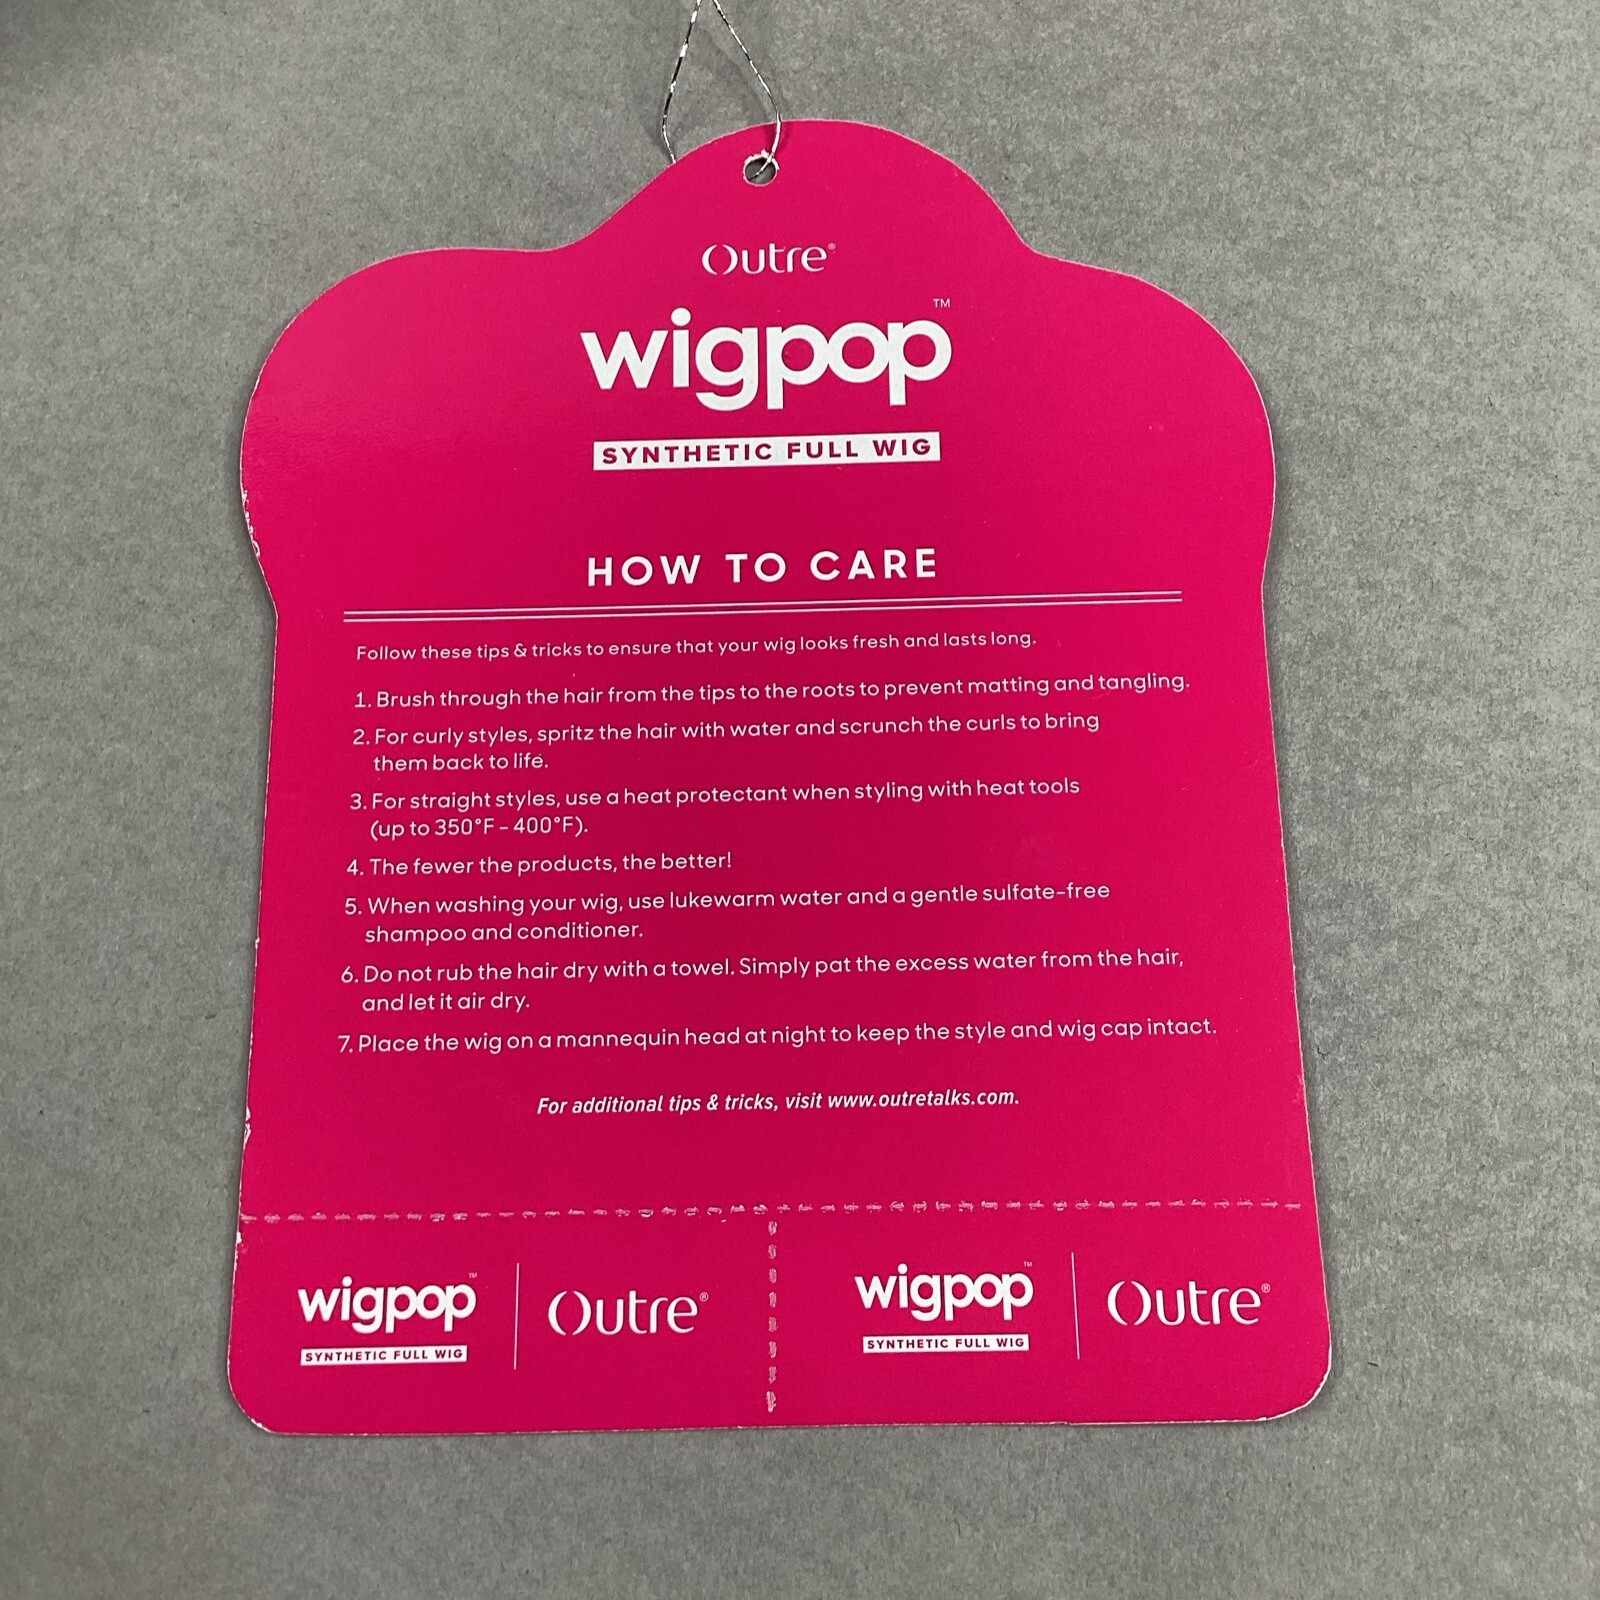 Outre®
wigpop™
SYNTHETIC FULL WIG
HOW TO CARE
Follow these tips & tricks to ensure that your wig looks fresh and lasts long.
1. Brush through the hair from the tips to the roots to prevent matting and tangling.
2. For curly styles, spritz the hair with water and scrunch the curls to bring
them back to life.
3. For straight styles, use a heat protectant when styling with heat tools
(up to 350°F - 400°F).
4. The fewer the products, the better!
5. When washing your wig, use lukewarm water and a gentle sulfate-free
shampoo and conditioner.
6. Do not rub the hair dry with a towel. Simply pat the excess water from the hair,
and let it air dry.
7. Place the wig on a mannequin head at night to keep the style and wig cap intact.
For additional tips & tricks, visit www.outretalks.com.
wigpop™
SYNTHETIC FULL WIG
Outre®
wigpop™
SYNTHETIC FULL WIG
Outre®